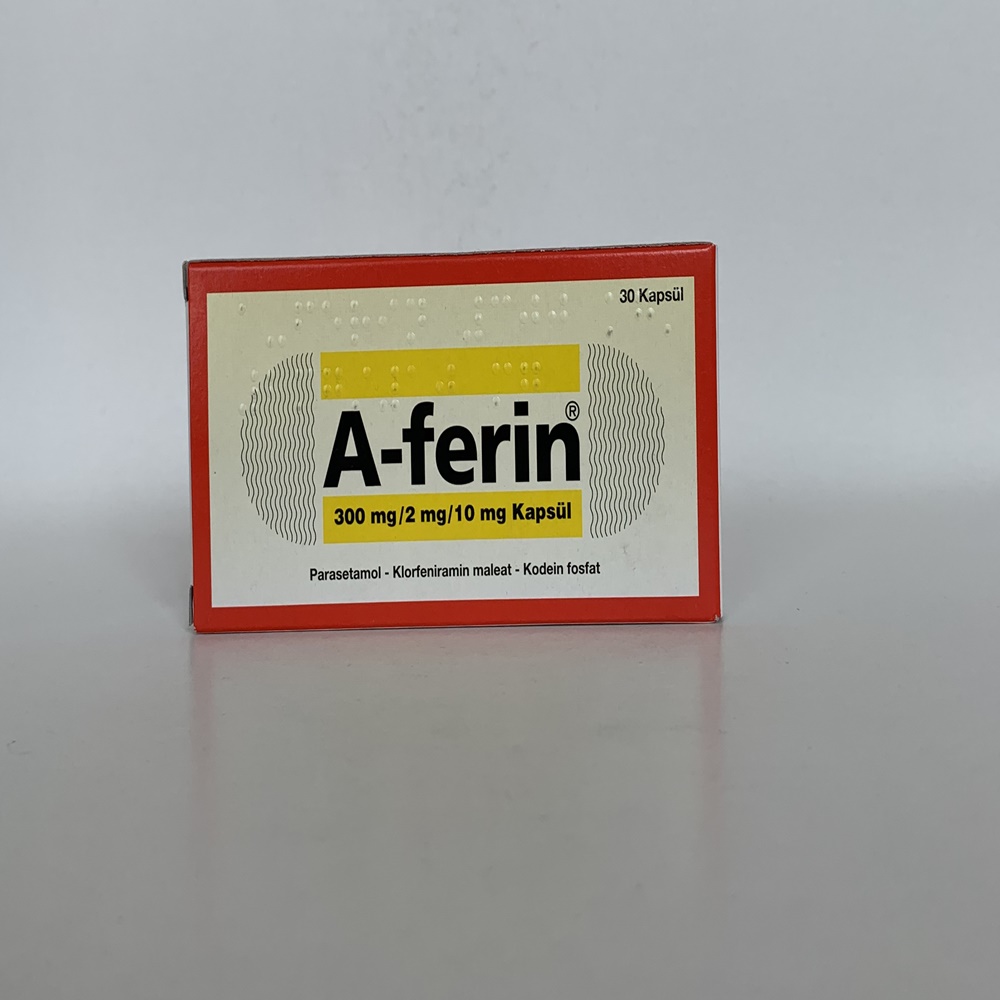 30 Kapsül
A-ferin®
300 mg/2 mg/10 mg Kapsül
Parasetamol - Klorfeniramin maleat - Kodein fosfat